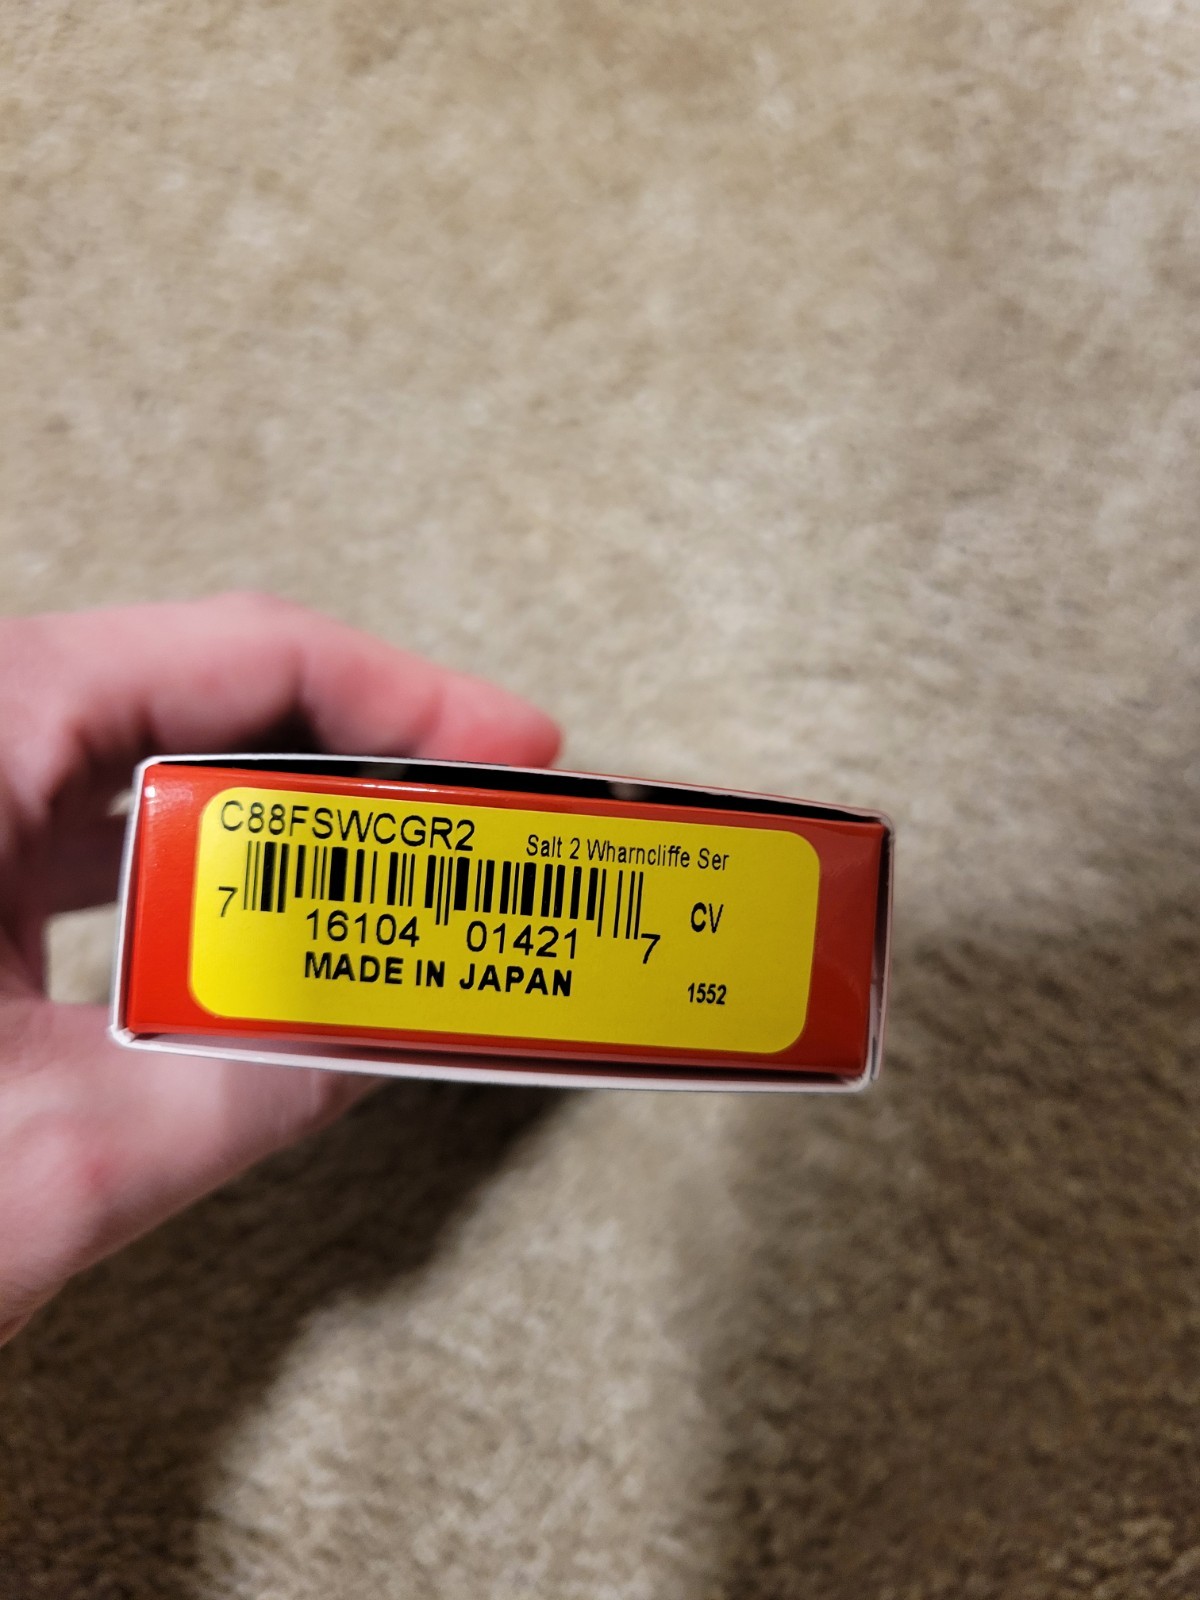 C88FSWCGR2
Salt 2 Wharncliffe Ser
7 16104 01421 7
CV
MADE IN JAPAN
1552